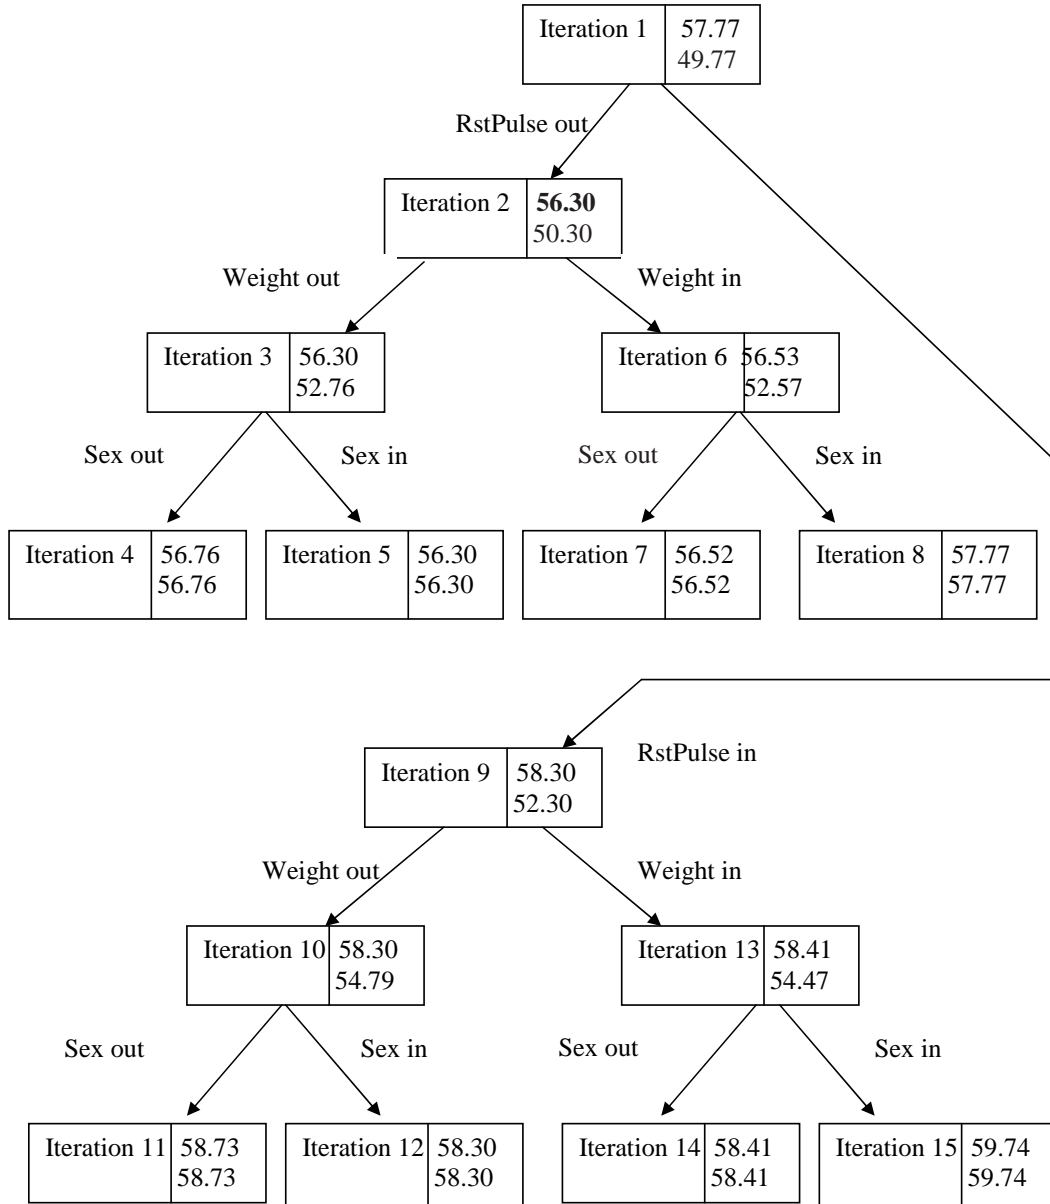 Iteration 1 57.77
49.77
RstPulse out
Iteration 2 56.30
50.30
Weight out Weight in
Iteration 3 56.30 Iteration 6 56.53
52.76 52.57
Sex out Sex in Sex out Sex in
Iteration 4 56.76 Iteration 5 56.30 Iteration 7 56.52 Iteration 8 57.77
56.76 56.30 56.52 57.77
RstPulse in
Iteration 9 58.30
52.30
Weight out Weight in
Iteration 10 58.30 Iteration 13 58.41
54.79 54.47
Sex out Sex in Sex out Sex in
Iteration 11 58.73 Iteration 12 58.30 Iteration 14 58.41 Iteration 15 59.74
58.73 58.30 58.41 59.74